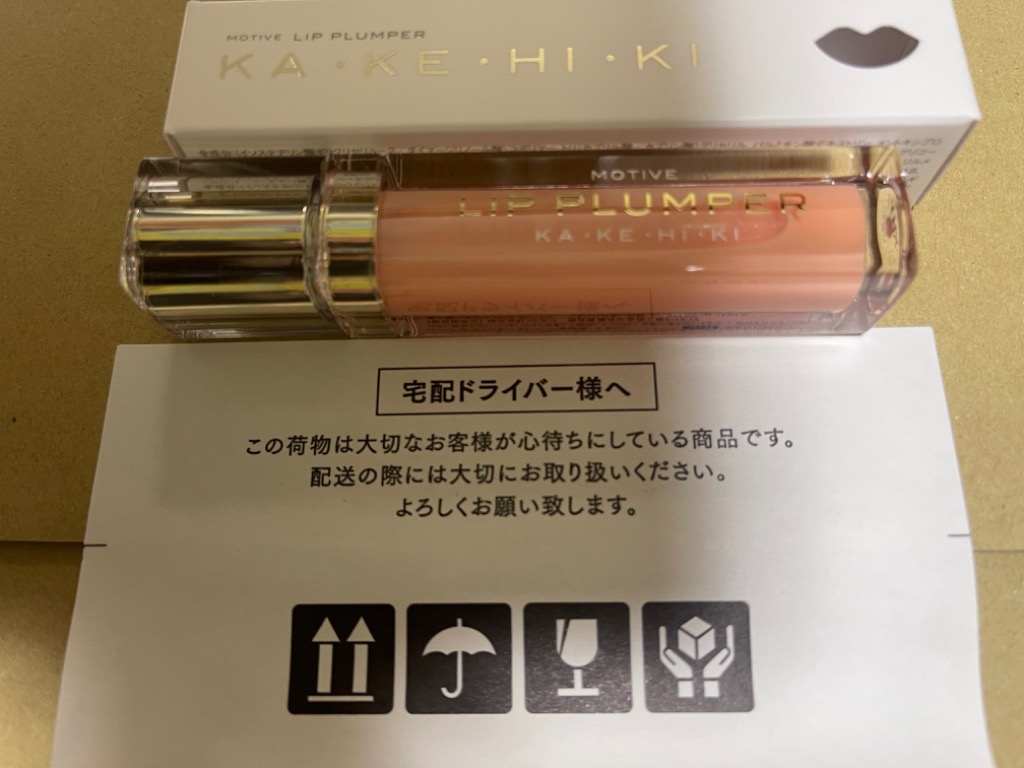 MOTIVE LIP PLUMPER
KA・KE・HI・KI
MOTIVE
LIP PLUMPER
KA・KE・HI・KI
宅配ドライバー様へ
この荷物は大切なお客様が心待ちにしている商品です。
配送の際には大切にお取り扱いください。
よろしくお願い致します。